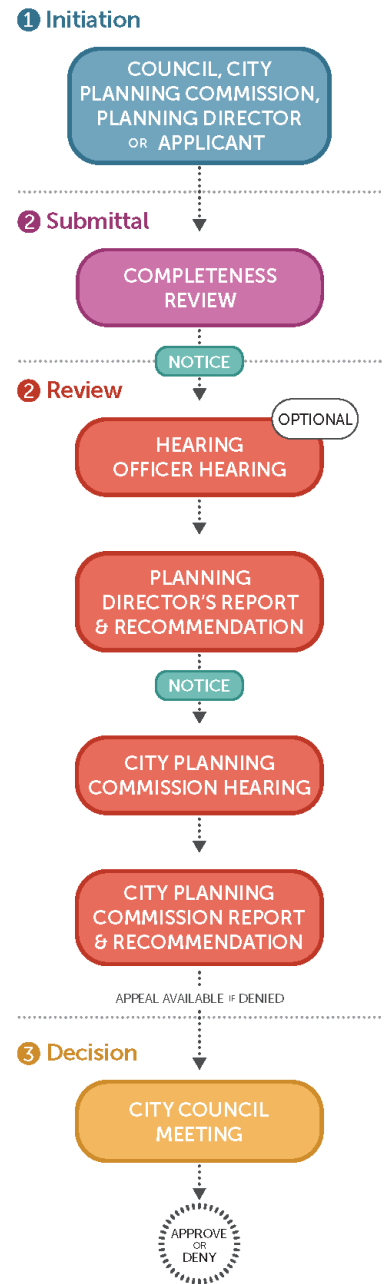 1 Initiation
COUNCIL, CITY
PLANNING COMMISSION,
PLANNING DIRECTOR
OR APPLICANT
2 Submittal
COMPLETENESS
REVIEW
NOTICE
2 Review
OPTIONAL
HEARING
OFFICER HEARING
PLANNING
DIRECTOR'S REPORT
& RECOMMENDATION
NOTICE
CITY PLANNING
COMMISSION HEARING
CITY PLANNING
COMMISSION REPORT
& RECOMMENDATION
APPEAL AVAILABLE IF DENIED
3 Decision
CITY COUNCIL
MEETING
APPROVE
OR
DENY